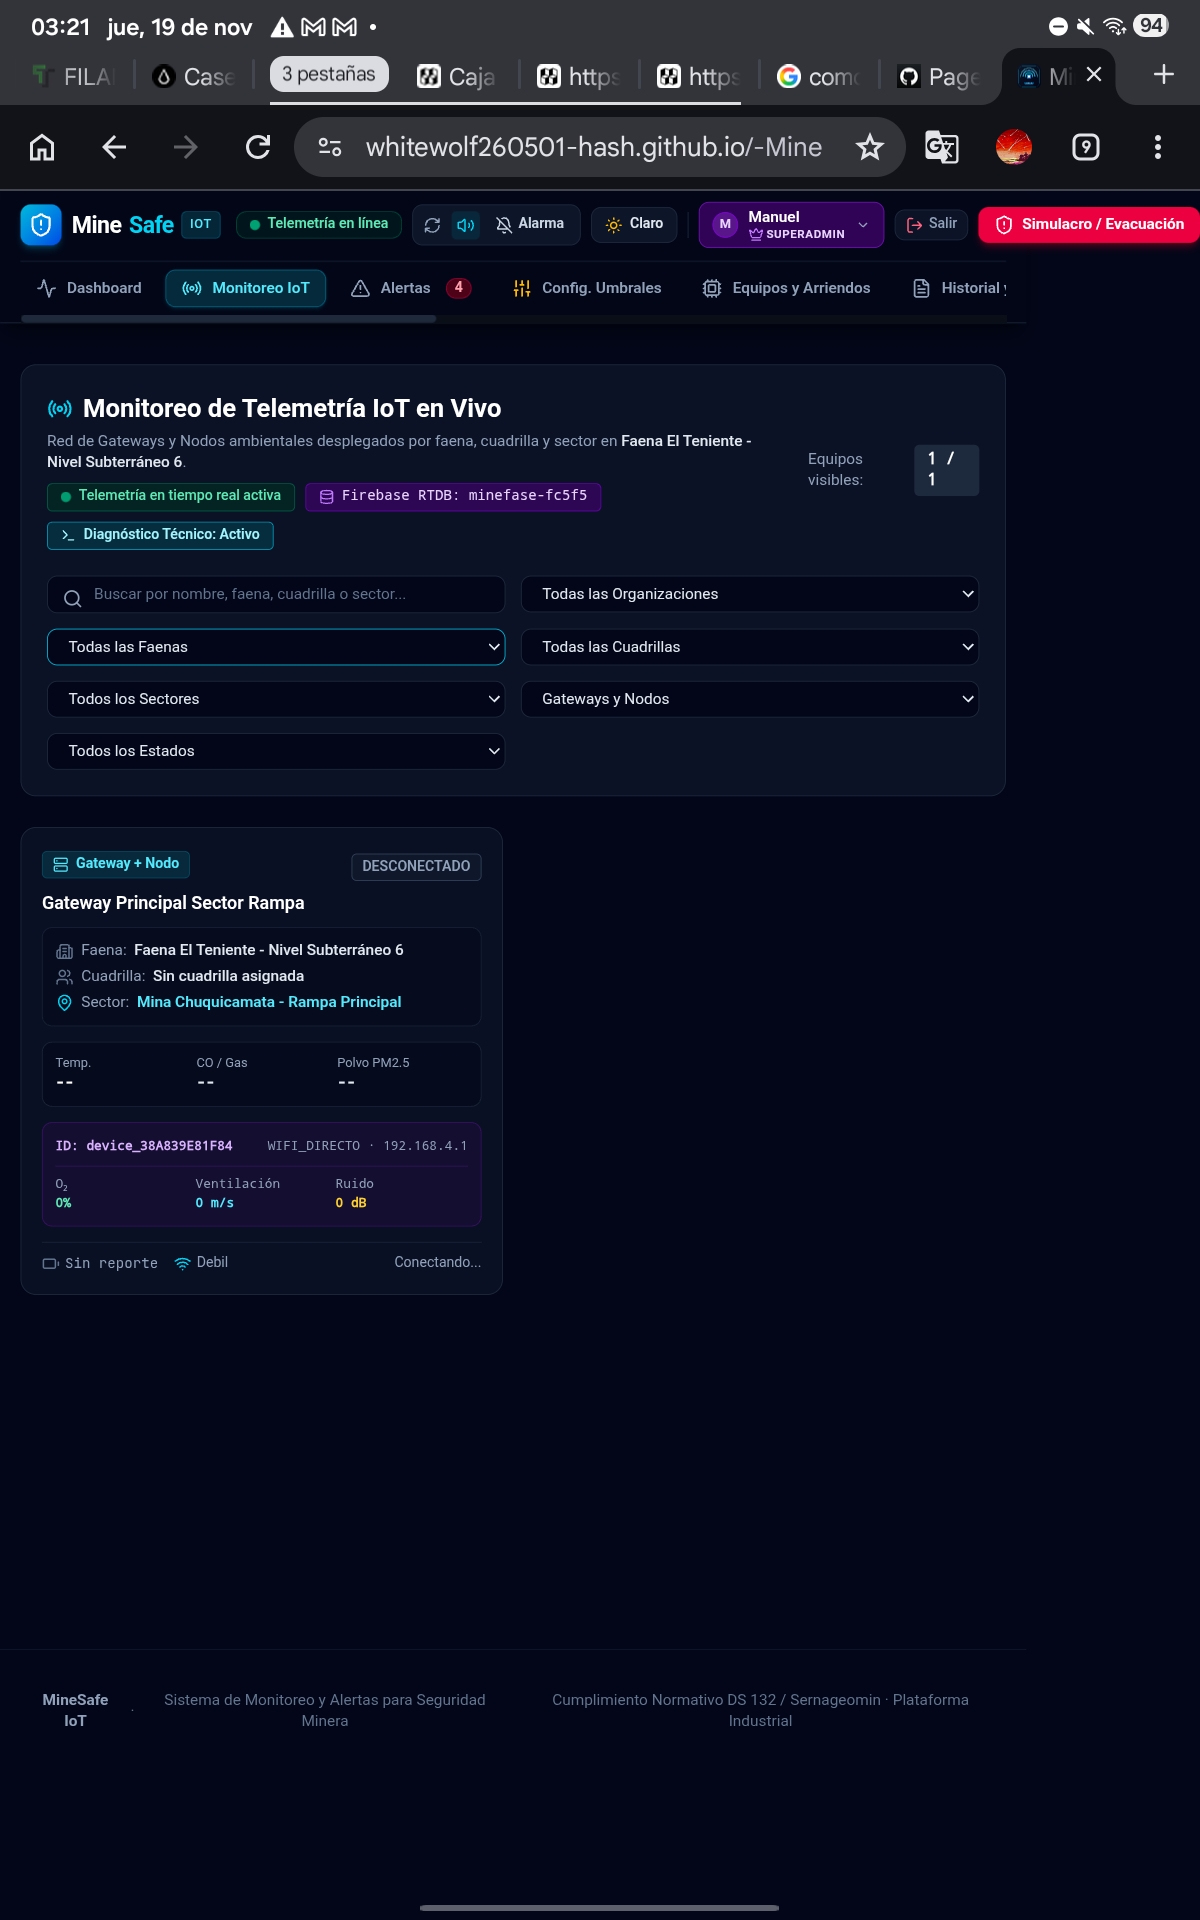 03:21 jue, 19 de nov
94
FILA
Case
3 pestañas
Caja
https
https
como
Page
Mi
whitewolf260501-hash.github.io/-Mine
9
Mine Safe
IOT
Telemetría en línea
Alarma
Claro
M
Manuel
SUPERADMIN
Salir
Simulacro / Evacuación
Dashboard
Monitoreo IoT
Alertas
4
Config. Umbrales
Equipos y Arriendos
Historial y
Monitoreo de Telemetría IoT en Vivo
Red de Gateways y Nodos ambientales desplegados por faena, cuadrilla y sector en Faena El Teniente -
Nivel Subterráneo 6.
Equipos
visibles:
1 /
1
Telemetría en tiempo real activa
Firebase RTDB: minefase-fc5f5
Diagnóstico Técnico: Activo
Buscar por nombre, faena, cuadrilla o sector...
Todas las Organizaciones
Todas las Faenas
Todas las Cuadrillas
Todos los Sectores
Gateways y Nodos
Todos los Estados
Gateway + Nodo
DESCONECTADO
Gateway Principal Sector Rampa
Faena: Faena El Teniente - Nivel Subterráneo 6
Cuadrilla: Sin cuadrilla asignada
Sector: Mina Chuquicamata - Rampa Principal
Temp.
CO / Gas
Polvo PM2.5
--
--
--
ID: device_38A839E81F84
WIFI_DIRECTO · 192.168.4.1
O₂
Ventilación
Ruido
0%
0 m/s
0 dB
Sin reporte
Debil
Conectando...
MineSafe
IoT
·
Sistema de Monitoreo y Alertas para Seguridad
Minera
Cumplimiento Normativo DS 132 / Sernageomin · Plataforma
Industrial